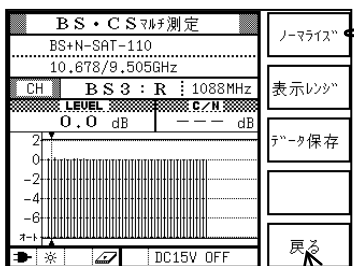 BS・CSﾏﾙﾁ測定
BS+N-SAT-110
10.678/9.505GHz
CH BS3:R 1088MHz
LEVEL C/N
0.0 dB --- dB
2
0
-2
-4
-6
ｵｰﾄ
DC15V OFF
ﾉｰﾏﾗｲｽﾞ
表示ﾚﾝｼﾞ
ﾃﾞｰﾀ保存
戻る